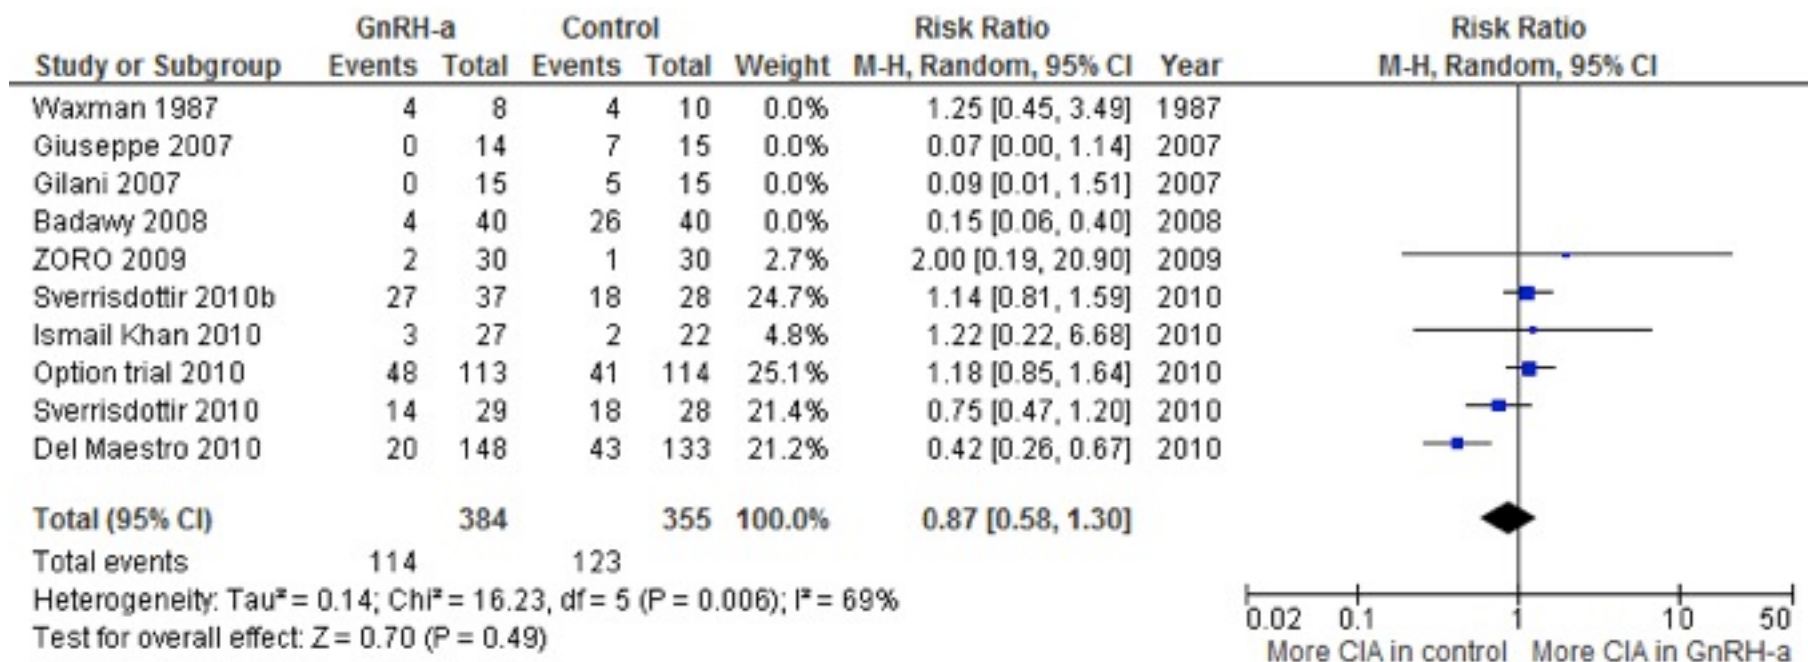 GnRH-a Control Risk Ratio Risk Ratio
Study or Subgroup Events Total Events Total Weight M-H, Random, 95% CI Year M-H, Random, 95% CI
Waxman 1987 4 8 4 10 0.0% 1.25 [0.45, 3.49] 1987
Giuseppe 2007 0 14 7 15 0.0% 0.07 [0.00, 1.14] 2007
Gilani 2007 0 15 5 15 0.0% 0.09 [0.01, 1.51] 2007
Badawy 2008 4 40 26 40 0.0% 0.15 [0.06, 0.40] 2008
ZORO 2009 2 30 1 30 2.7% 2.00 [0.19, 20.90] 2009
Sverrisdottir 2010b 27 37 18 28 24.7% 1.14 [0.81, 1.59] 2010
Ismail Khan 2010 3 27 2 22 4.8% 1.22 [0.22, 6.68] 2010
Option trial 2010 48 113 41 114 25.1% 1.18 [0.85, 1.64] 2010
Sverrisdottir 2010 14 29 18 28 21.4% 0.75 [0.47, 1.20] 2010
Del Maestro 2010 20 148 43 133 21.2% 0.42 [0.26, 0.67] 2010
Total (95% CI) 384 355 100.0% 0.87 [0.58, 1.30]
Total events 114 123
Heterogeneity: Tau² = 0.14; Chi² = 16.23, df = 5 (P = 0.006); I² = 69%
Test for overall effect: Z = 0.70 (P = 0.49)
0.02 0.1 1 10 50
More CIA in control More CIA in GnRH-a